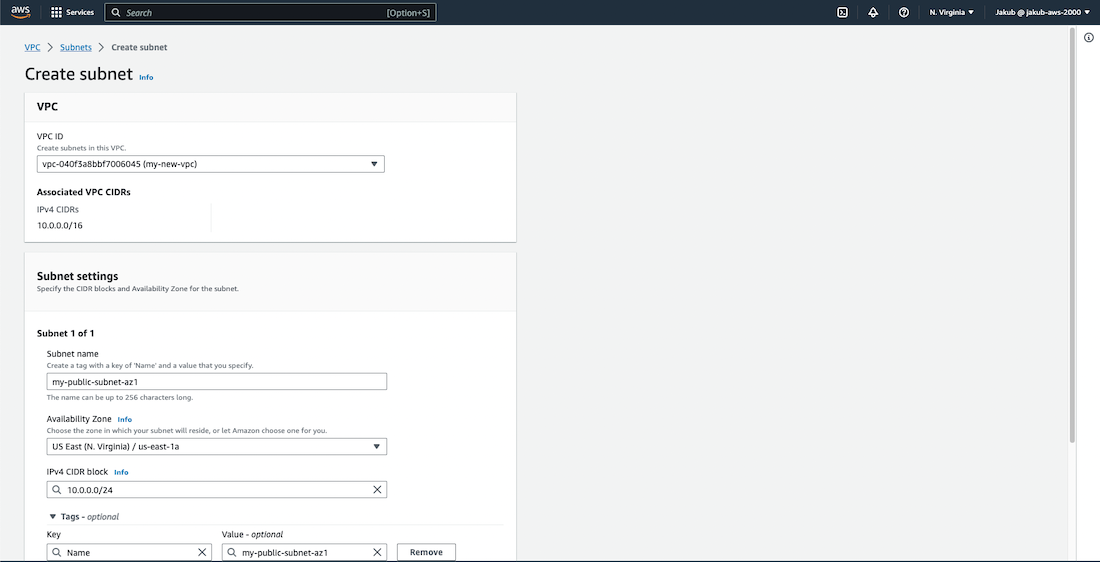 aws
Services
Search
[Option+S]
N. Virginia
Jakub @ jakub-aws-2000
VPC
Subnets
Create subnet
Create subnet Info
VPC
VPC ID
Create subnets in this VPC.
vpc-040f3a8bbf7006045 (my-new-vpc)
Associated VPC CIDRs
IPv4 CIDRs
10.0.0.0/16
Subnet settings
Specify the CIDR blocks and Availability Zone for the subnet.
Subnet 1 of 1
Subnet name
Create a tag with a key of 'Name' and a value that you specify.
my-public-subnet-az1
The name can be up to 256 characters long.
Availability Zone Info
Choose the zone in which your subnet will reside, or let Amazon choose one for you.
US East (N. Virginia) / us-east-1a
IPv4 CIDR block Info
10.0.0.0/24
Tags - optional
Key
Value - optional
Name
my-public-subnet-az1
Remove